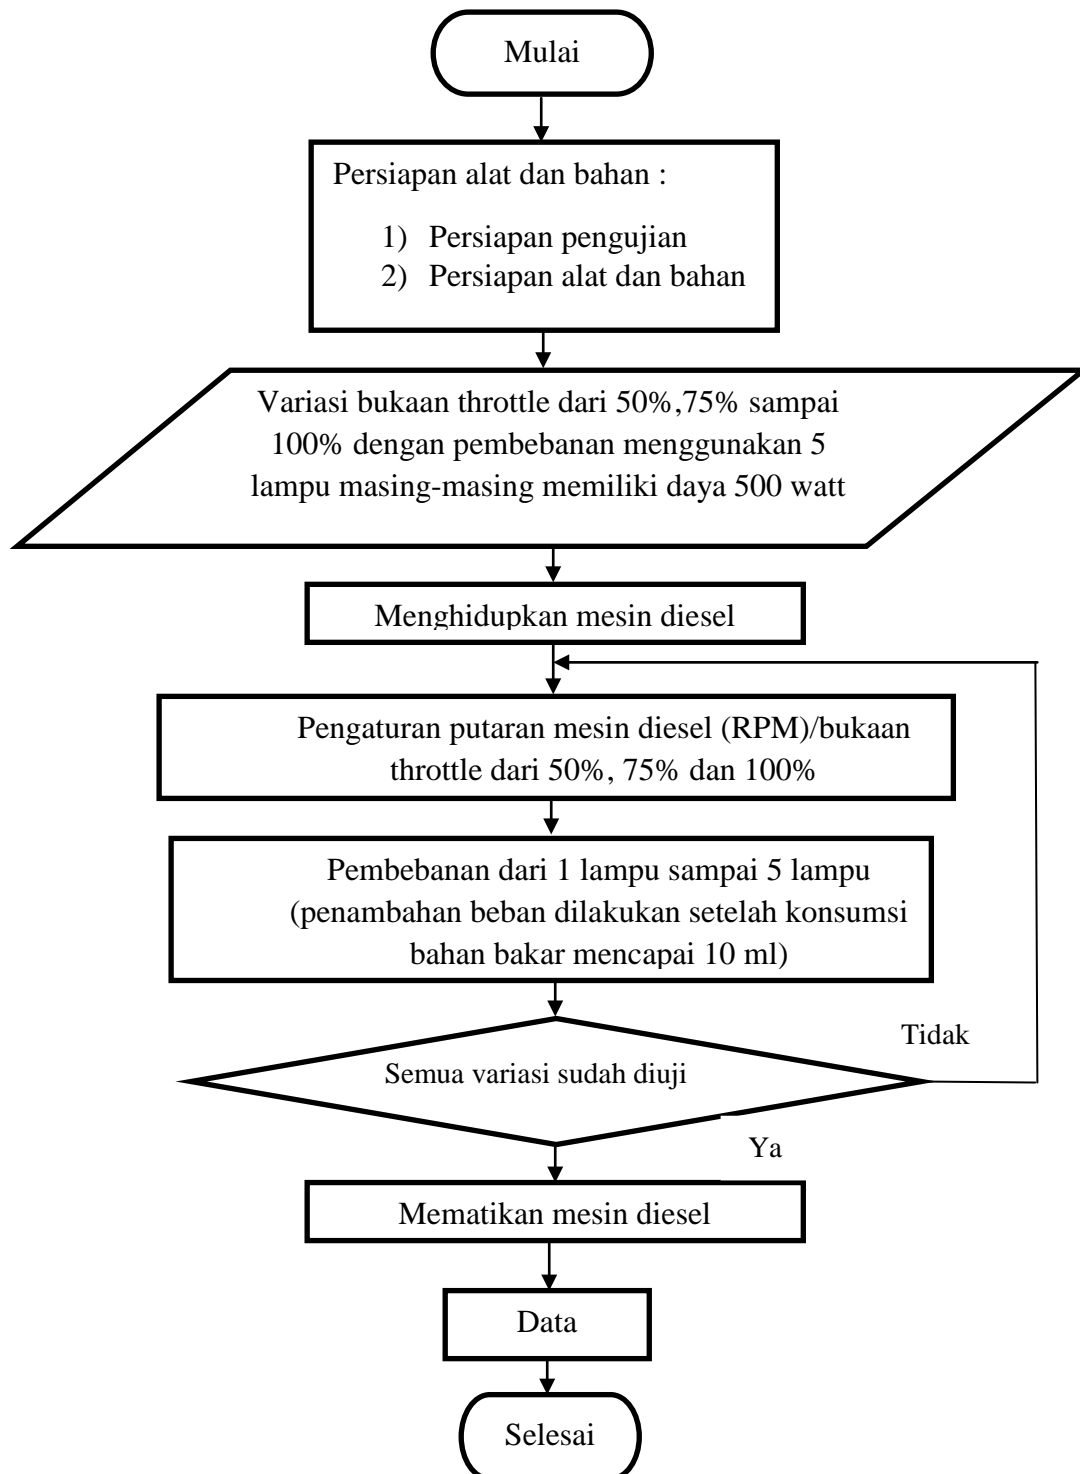 Mulai
Persiapan alat dan bahan :
1) Persiapan pengujian
2) Persiapan alat dan bahan
Variasi bukaan throttle dari 50%,75% sampai
100% dengan pembebanan menggunakan 5
lampu masing-masing memiliki daya 500 watt
Menghidupkan mesin diesel
Pengaturan putaran mesin diesel (RPM)/bukaan
throttle dari 50%, 75% dan 100%
Pembebanan dari 1 lampu sampai 5 lampu
(penambahan beban dilakukan setelah konsumsi
bahan bakar mencapai 10 ml)
Tidak
Semua variasi sudah diuji
Ya
Mematikan mesin diesel
Data
Selesai